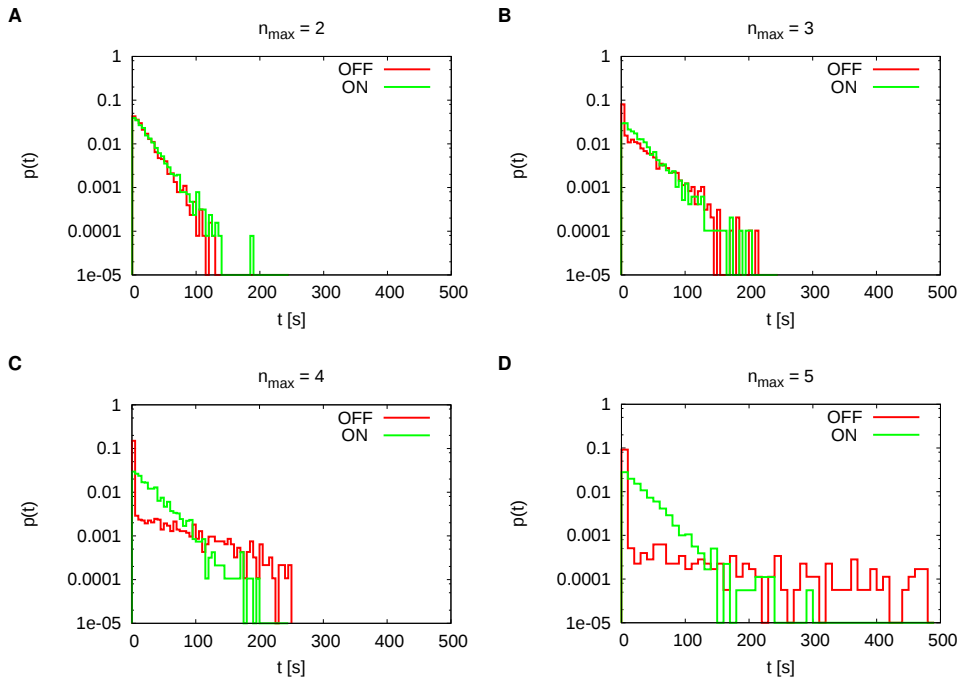 A
n_max = 2
OFF
ON
1
0.1
0.01
0.001
0.0001
1e-05
p(t)
0 100 200 300 400 500
t [s]
B
n_max = 3
OFF
ON
1
0.1
0.01
0.001
0.0001
1e-05
p(t)
0 100 200 300 400 500
t [s]
C
n_max = 4
OFF
ON
1
0.1
0.01
0.001
0.0001
1e-05
p(t)
0 100 200 300 400 500
t [s]
D
n_max = 5
OFF
ON
1
0.1
0.01
0.001
0.0001
1e-05
p(t)
0 100 200 300 400 500
t [s]